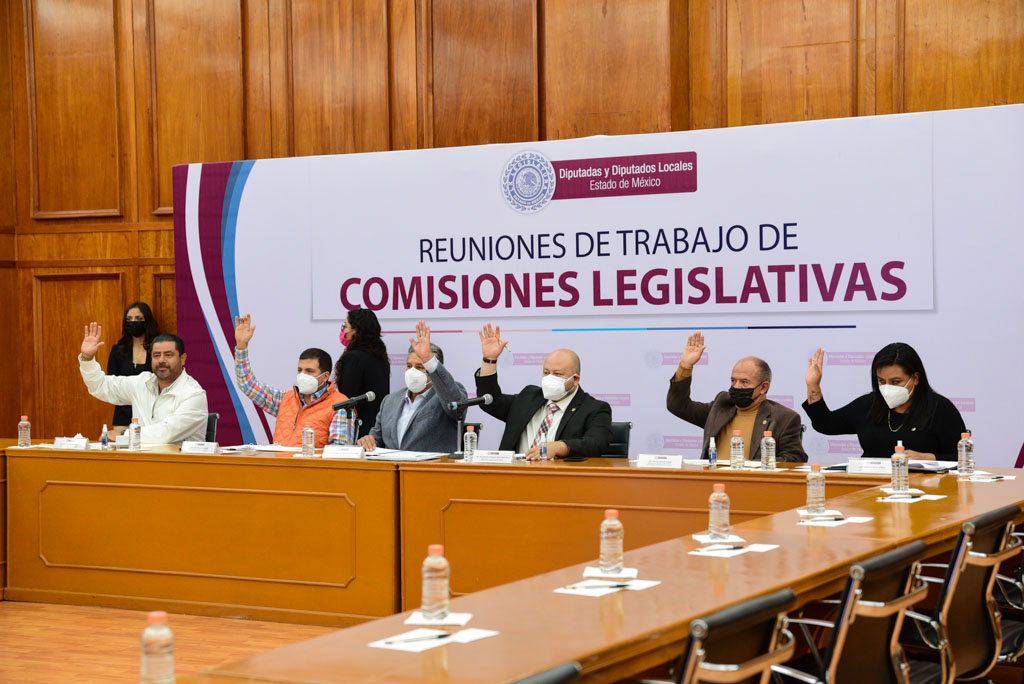 Diputadas y Diputados Locales
Estado de México
REUNIONES DE TRABAJO DE
COMISIONES LEGISLATIVAS